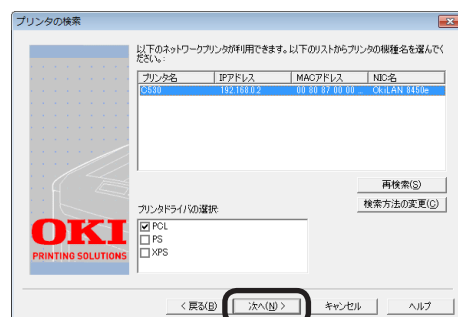 プリンタの検索
以下のネットワークプリンタが利用できます。以下のリストからプリンタの機種名を選んでください。:
プリンタ名 IPアドレス MACアドレス NIC名
C530 192.168.0.2 00 80 87 00 00 ... OkiLAN 8450e
再検索(S)
検索方法の変更(C)
プリンタドライバの選択:
PCL
PS
XPS
OKI
PRINTING SOLUTIONS
< 戻る(B) 次へ(N) > キャンセル ヘルプ